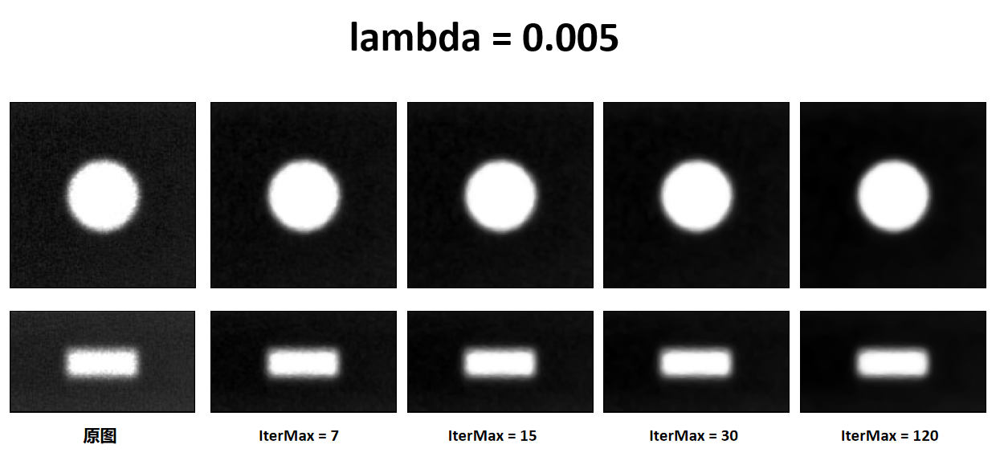 lambda = 0.005
原图
IterMax = 7
IterMax = 15
IterMax = 30
IterMax = 120